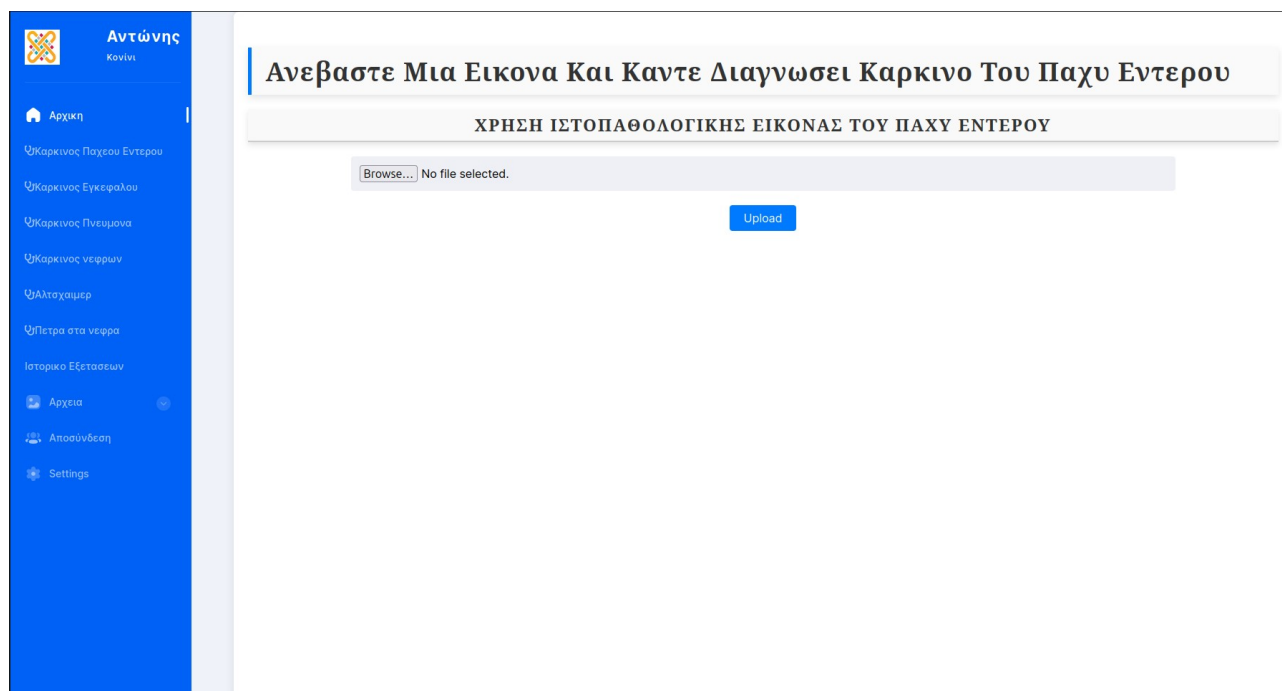 Αντώνης
Κονίνι
Αρχικη
Καρκινος Παχεου Εντερου
Καρκινος Εγκεφαλου
Καρκινος Πνευμονα
Καρκινος νεφρων
Αλτσχαιμερ
Πετρα στα νεφρα
Ιστορικο Εξετασεων
Αρχεια
Αποσύνδεση
Settings
Ανεβαστε Μια Εικονα Και Καντε Διαγνωσει Καρκινο Του Παχυ Εντερου
ΧΡΗΣΗ ΙΣΤΟΠΑΘΟΛΟΓΙΚΗΣ ΕΙΚΟΝΑΣ ΤΟΥ ΠΑΧΥ ΕΝΤΕΡΟΥ
Browse... No file selected.
Upload